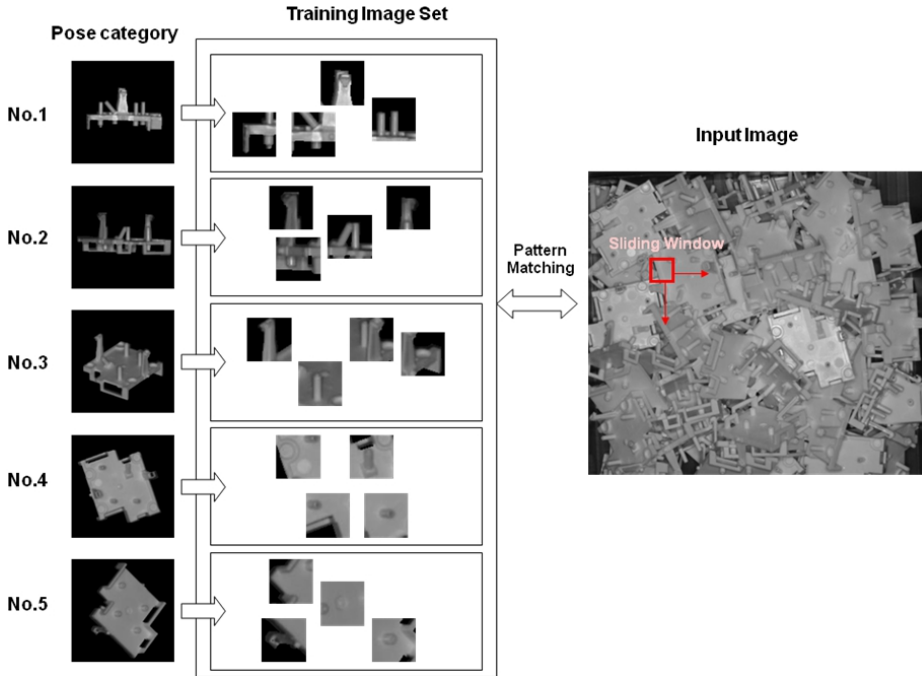 Training Image Set
Pose category
No.1
No.2
No.3
No.4
No.5
Pattern
Matching
Input Image
Sliding Window